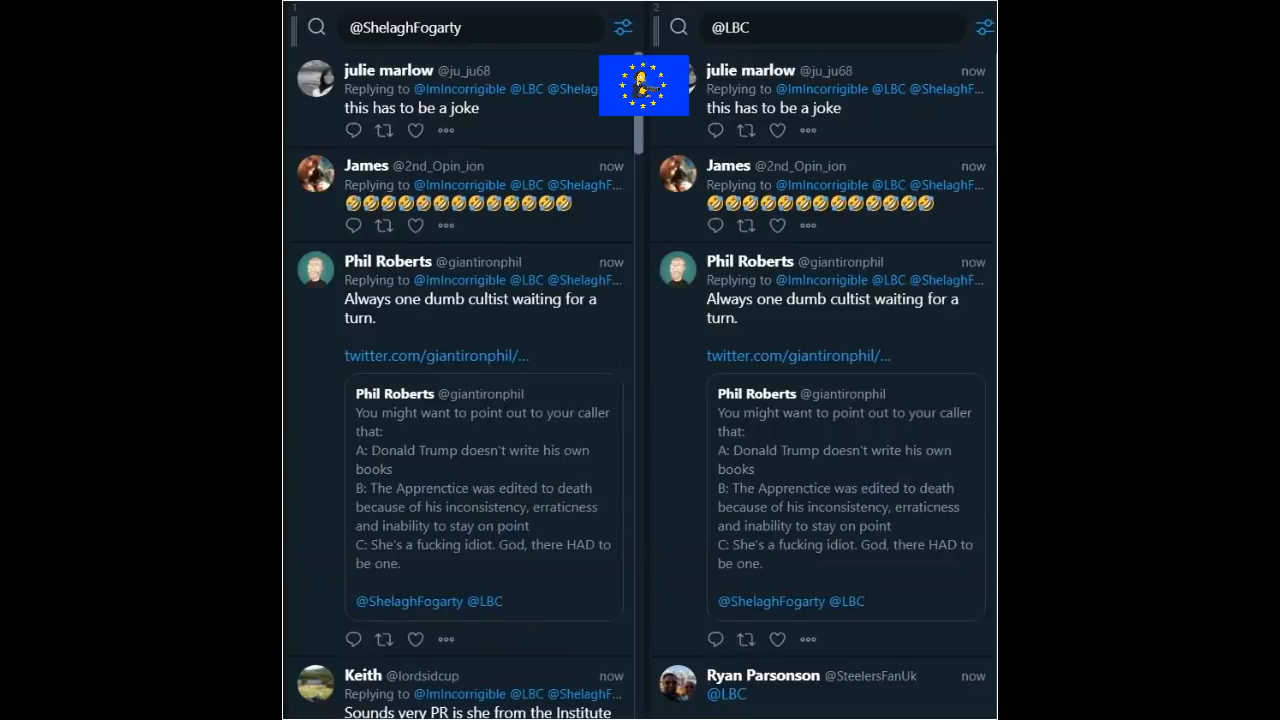 1
@ShelaghFogarty
julie marlow @ju_ju68
Replying to @ImIncorrigible @LBC @Shelag
this has to be a joke
James @2nd_Opin_ion now
Replying to @ImIncorrigible @LBC @ShelaghF...
🤣🤣🤣🤣🤣🤣🤣🤣🤣🤣🤣🤣🤣
Phil Roberts @giantironphil now
Replying to @ImIncorrigible @LBC @ShelaghF...
Always one dumb cultist waiting for a
turn.
twitter.com/giantironphil/...
Phil Roberts @giantironphil
You might want to point out to your caller
that:
A: Donald Trump doesn't write his own
books
B: The Apprenctice was edited to death
because of his inconsistency, erraticness
and inability to stay on point
C: She's a fucking idiot. God, there HAD to
be one.
@ShelaghFogarty @LBC
Keith @lordsidcup now
Replying to @ImIncorrigible @LBC @ShelaghF...
Sounds very PR is she from the Institute
2
@LBC
julie marlow @ju_ju68 now
Replying to @ImIncorrigible @LBC @ShelaghF...
this has to be a joke
James @2nd_Opin_ion now
Replying to @ImIncorrigible @LBC @ShelaghF...
🤣🤣🤣🤣🤣🤣🤣🤣🤣🤣🤣🤣🤣
Phil Roberts @giantironphil now
Replying to @ImIncorrigible @LBC @ShelaghF...
Always one dumb cultist waiting for a
turn.
twitter.com/giantironphil/...
Phil Roberts @giantironphil
You might want to point out to your caller
that:
A: Donald Trump doesn't write his own
books
B: The Apprenctice was edited to death
because of his inconsistency, erraticness
and inability to stay on point
C: She's a fucking idiot. God, there HAD to
be one.
@ShelaghFogarty @LBC
Ryan Parsonson @SteelersFanUk now
@LBC